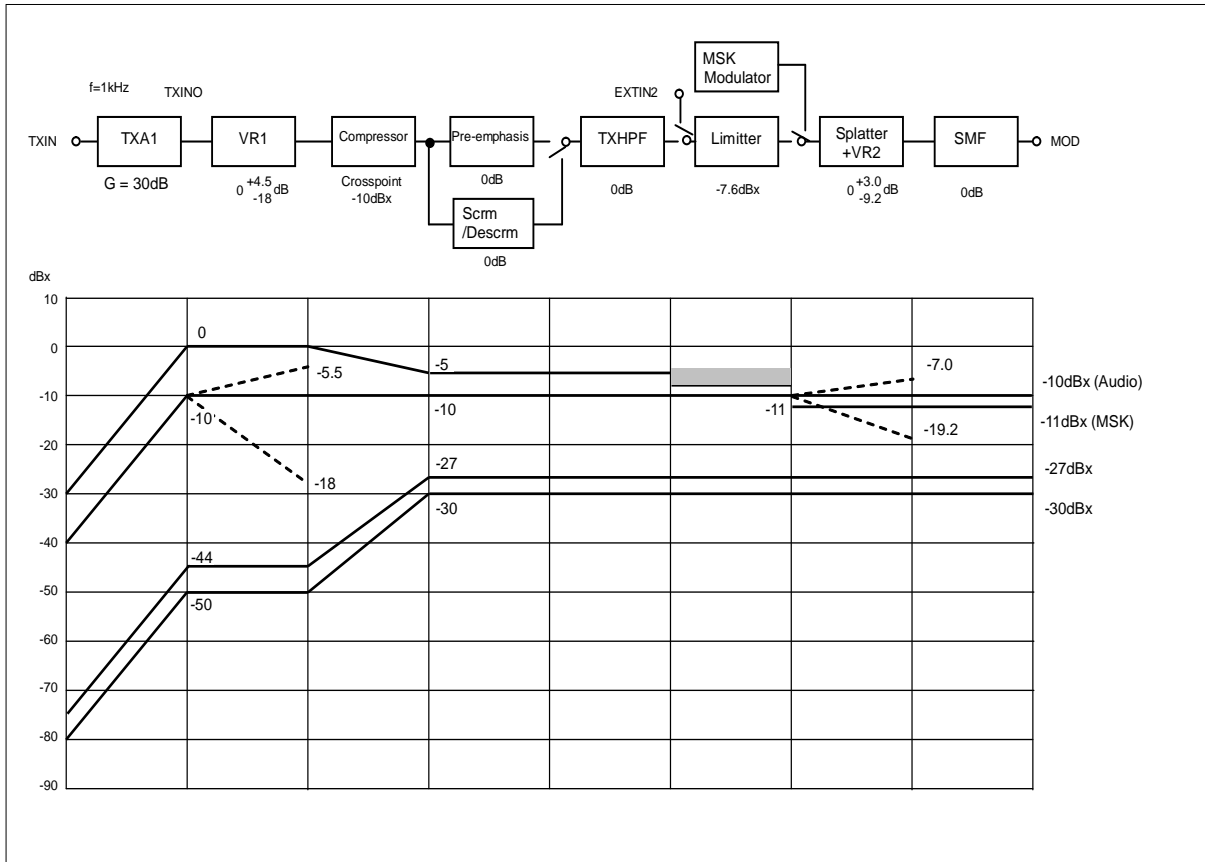 MSK
Modulator
f=1kHz
TXINO
EXTIN2
TXIN
TXA1
VR1
Compressor
Pre-emphasis
TXHPF
Limitter
Splatter
+VR2
SMF
MOD
G = 30dB
0 +4.5 -18 dB
Crosspoint
-10dBx
0dB
0dB
-7.6dBx
0 +3.0 -9.2 dB
0dB
Scrm
/Descrm
0dB
dBx
10
0
-10
-20
-30
-40
-50
-60
-70
-80
-90
0
-5
-5.5
-7.0
-10
-10
-11
-19.2
-18
-27
-30
-44
-50
-10dBx (Audio)
-11dBx (MSK)
-27dBx
-30dBx